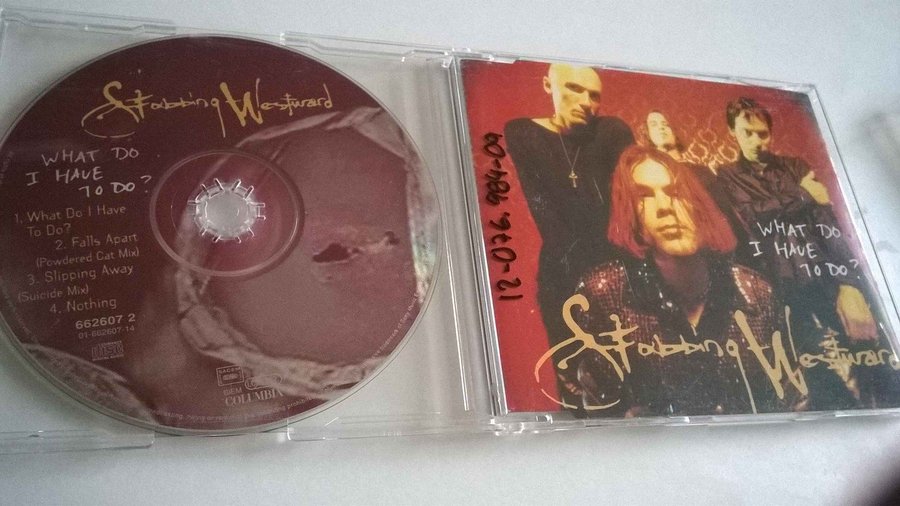 Stabbing Westward
WHAT DO
I HAVE
TO DO?
1. What Do I Have
To Do?
2. Falls Apart
(Powdered Cat Mix)
3. Slipping Away
(Suicide Mix)
4. Nothing
662607 2
01-662607-14
COLUMBIA
12-076.984-09
WHAT DO
I HAVE
TO DO?
Stabbing Westward